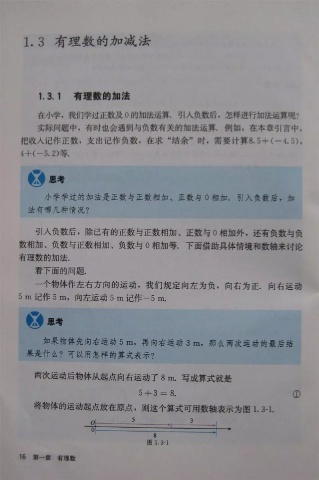 1.3 有理数的加减法
1.3.1 有理数的加法
在小学，我们学过正数及0的加法运算. 引入负数后，怎样进行加法运算呢?
实际问题中，有时也会遇到与负数有关的加法运算. 例如，在本章引言中，
把收入记作正数，支出记作负数，在求“结余”时，需要计算8.5+(-4.5)，
4+(-5.2)等.
思考
小学学过的加法是正数与正数相加、正数与0相加. 引入负数后，加
法有哪几种情况?
引入负数后，除已有的正数与正数相加、正数与0相加外，还有负数与负
数相加、负数与正数相加、负数与0相加等. 下面借助具体情境和数轴来讨论
有理数的加法.
看下面的问题.
一个物体作左右方向的运动，我们规定向左为负，向右为正. 向右运动
5 m 记作 5 m，向左运动 5 m 记作-5 m.
思考
如果物体先向右运动 5 m，再向右运动 3 m，那么两次运动的最后结
果是什么? 可以用怎样的算式表示?
两次运动后物体从起点向右运动了 8 m. 写成算式就是
5+3=8. ①
将物体的运动起点放在原点，则这个算式可用数轴表示为图 1.3-1.
5 3
0
8
图 1.3-1
16 第一章 有理数